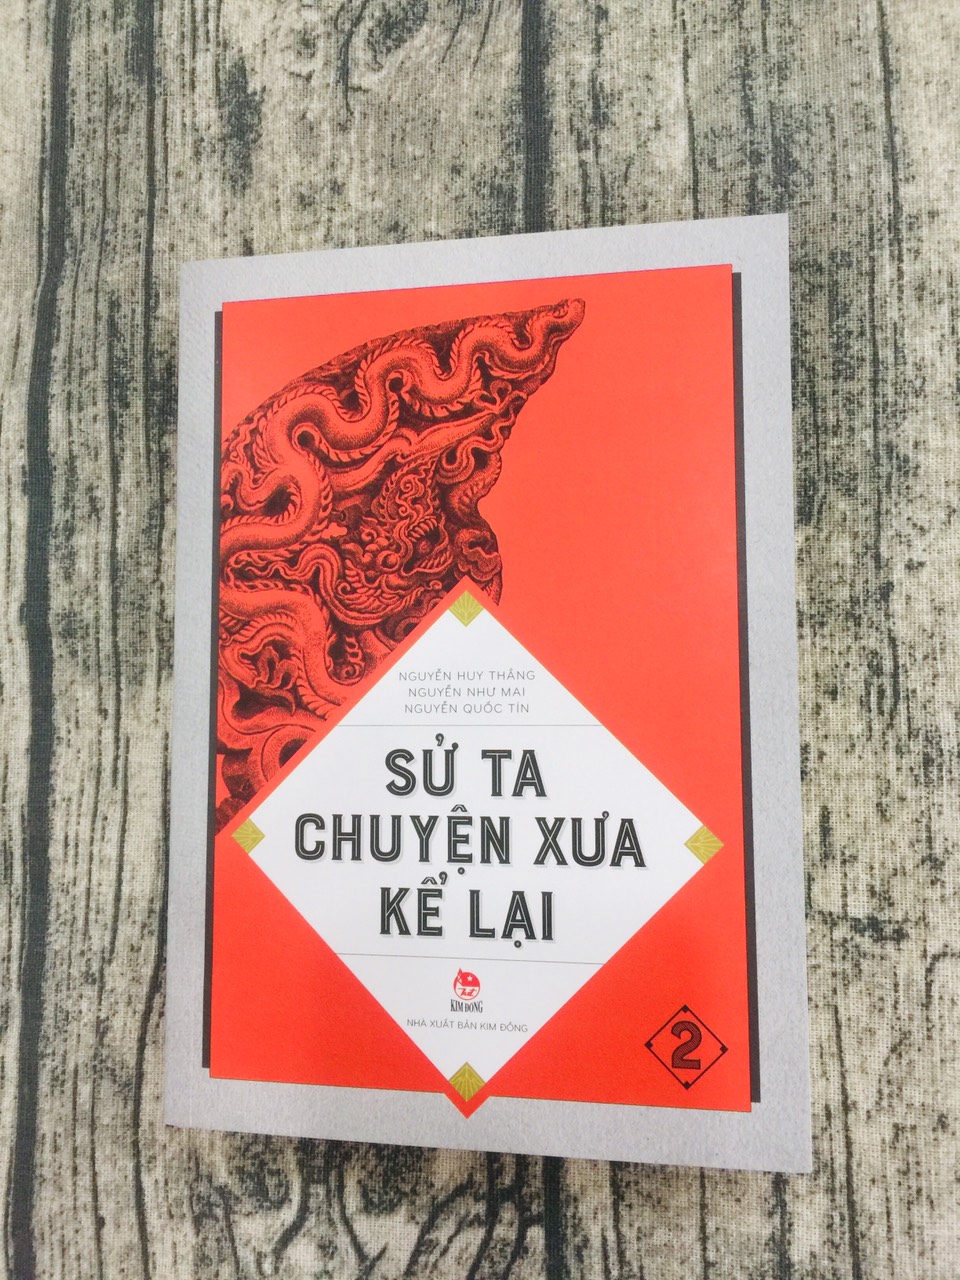 NGUYỄN HUY THẮNG
NGUYỄN NHƯ MAI
NGUYỄN QUỐC TÍN
SỬ TA
CHUYỆN XƯA
KỂ LẠI
KIM ĐỒNG
NHÀ XUẤT BẢN KIM ĐỒNG
2